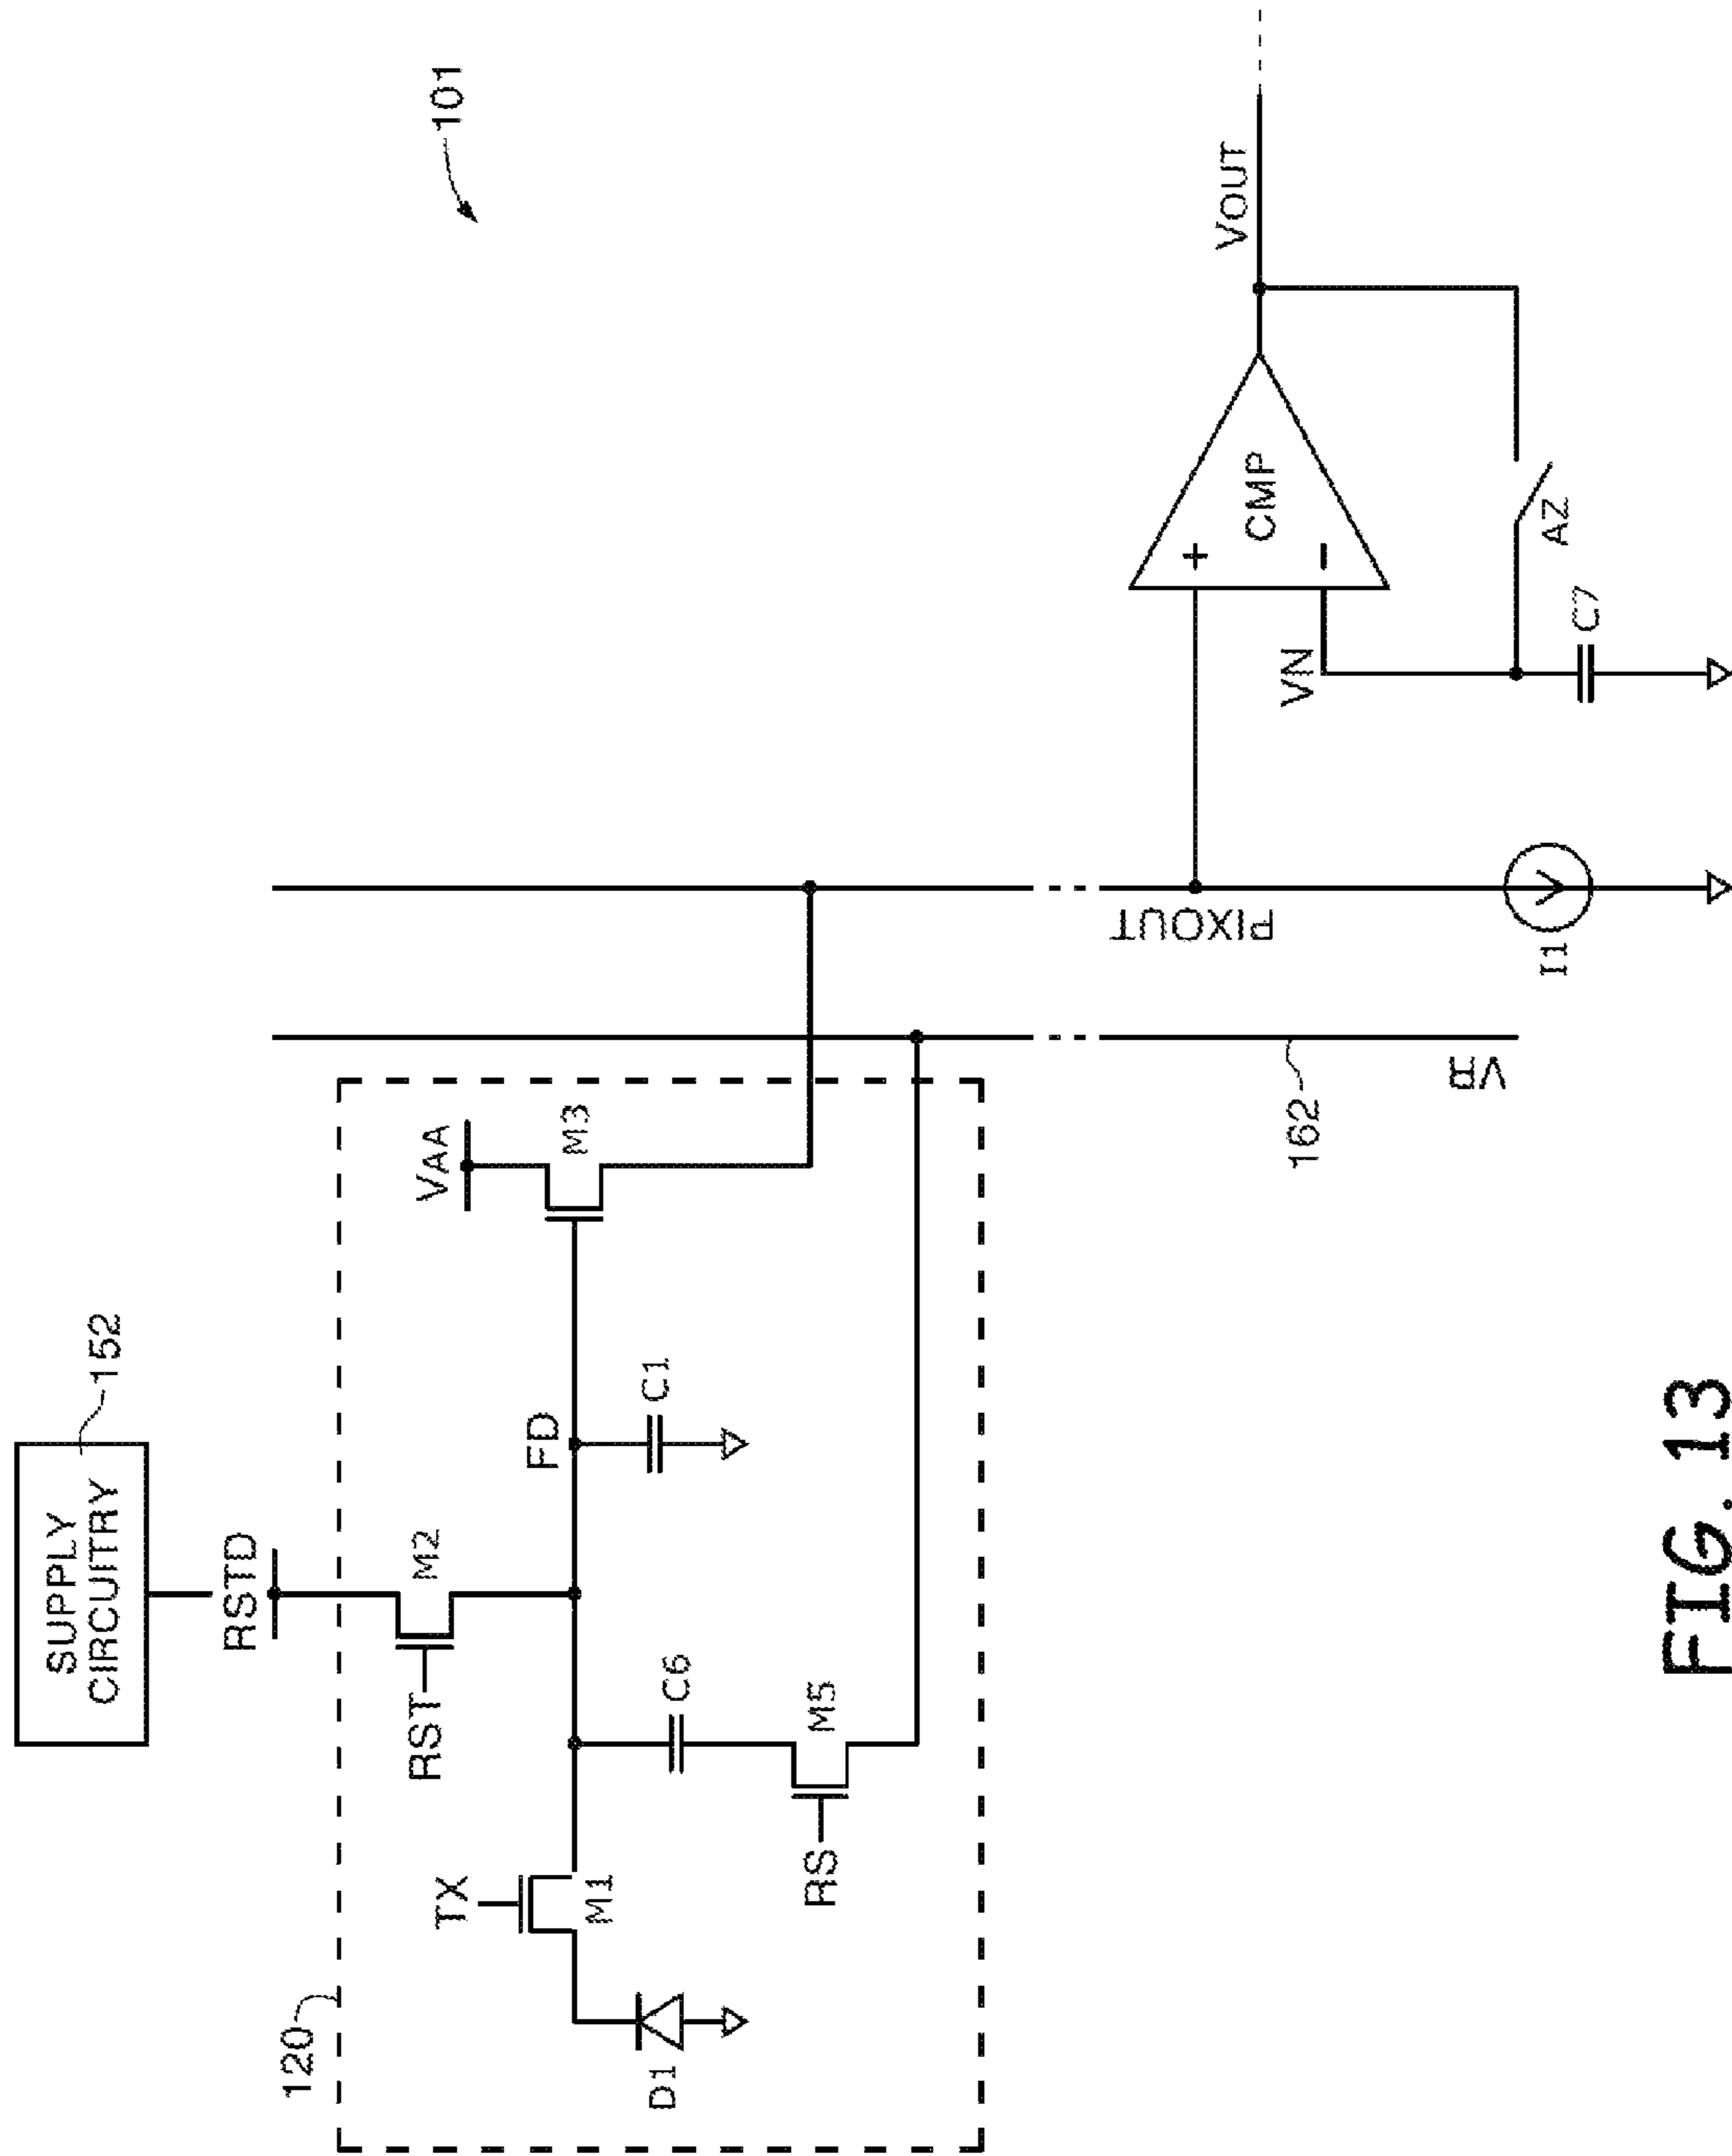 101
SUPPLY
CIRCUITRY
152
RSTD
120
RST
M2
VAA
M3
TX
M1
FD
C1
C6
D1
RS
M5
PIXOUT
VR
162
I1
+
−
CMP
VN
VOUT
C7
AZ
FIG. 13